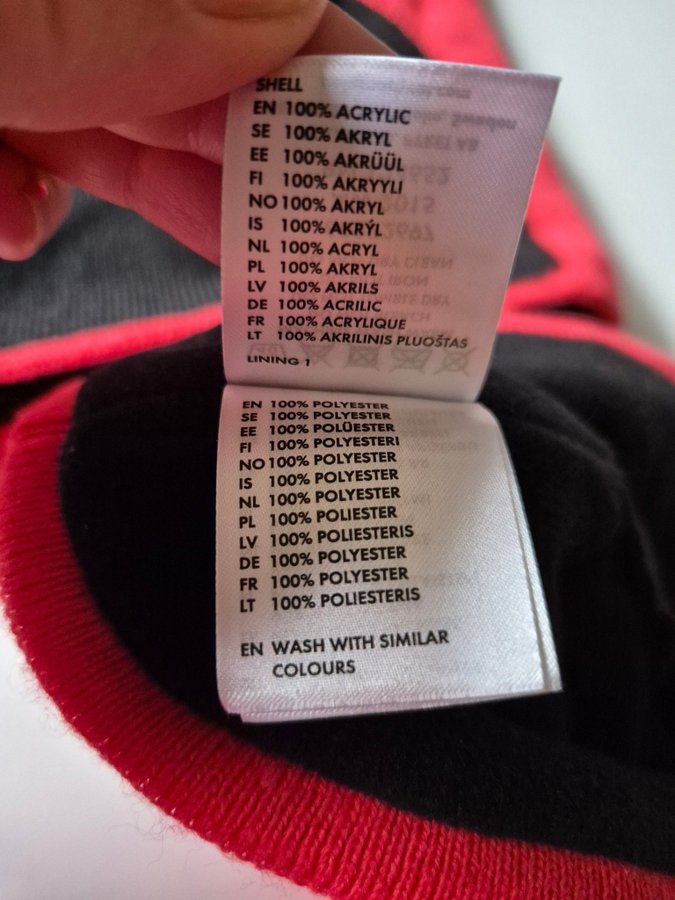 SHELL
EN 100% ACRYLIC
SE 100% AKRYL
EE 100% AKRÜÜL
FI 100% AKRYYLI
NO 100% AKRYL
IS 100% AKRÝL
NL 100% ACRYL
PL 100% AKRYL
LV 100% AKRILS
DE 100% ACRILIC
FR 100% ACRYLIQUE
LT 100% AKRILINIS PLUOŠTAS
LINING 1
EN 100% POLYESTER
SE 100% POLYESTER
EE 100% POLÜESTER
FI 100% POLYESTERI
NO 100% POLYESTER
IS 100% POLYESTER
NL 100% POLYESTER
PL 100% POLIESTER
LV 100% POLIESTERIS
DE 100% POLYESTER
FR 100% POLYESTER
LT 100% POLIESTERIS
EN WASH WITH SIMILAR
COLOURS